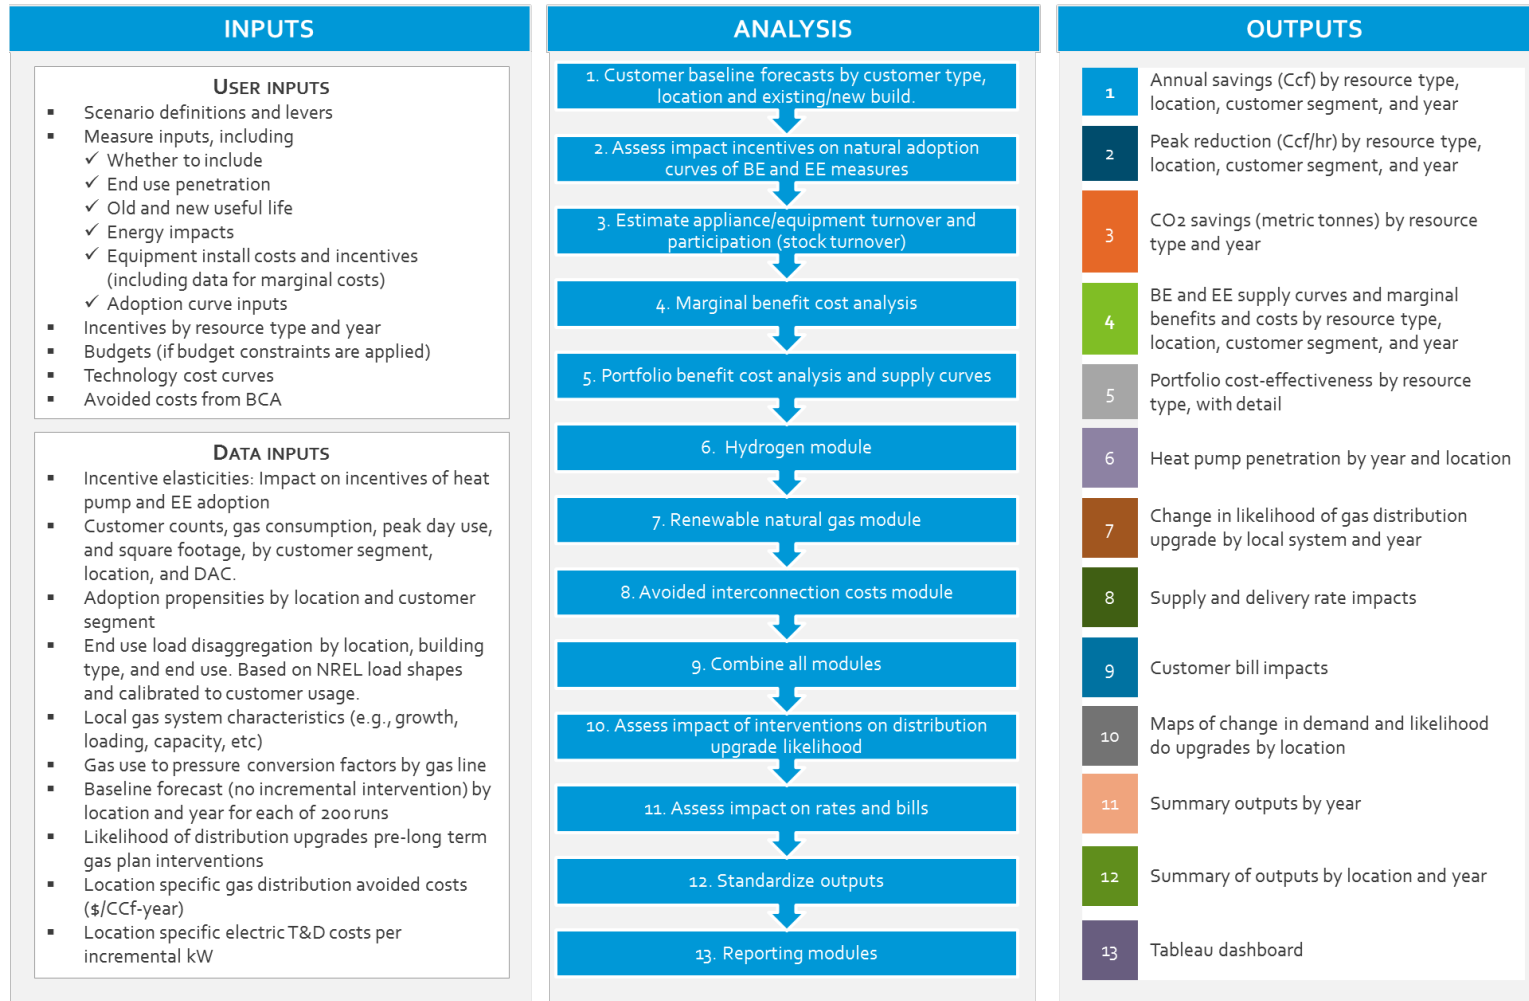 INPUTS
USER INPUTS
▪ Scenario definitions and levers
▪ Measure inputs, including
✓ Whether to include
✓ End use penetration
✓ Old and new useful life
✓ Energy impacts
✓ Equipment install costs and incentives
(including data for marginal costs)
✓ Adoption curve inputs
▪ Incentives by resource type and year
▪ Budgets (if budget constraints are applied)
▪ Technology cost curves
▪ Avoided costs from BCA
DATA INPUTS
▪ Incentive elasticities: Impact on incentives of heat
pump and EE adoption
▪ Customer counts, gas consumption, peak day use,
and square footage, by customer segment,
location, and DAC.
▪ Adoption propensities by location and customer
segment
▪ End use load disaggregation by location, building
type, and end use. Based on NREL load shapes
and calibrated to customer usage.
▪ Local gas system characteristics (e.g., growth,
loading, capacity, etc)
▪ Gas use to pressure conversion factors by gas line
▪ Baseline forecast (no incremental intervention) by
location and year for each of 200 runs
▪ Likelihood of distribution upgrades pre-long term
gas plan interventions
▪ Location specific gas distribution avoided costs
($/CCf-year)
▪ Location specific electric T&D costs per
incremental kW
ANALYSIS
1. Customer baseline forecasts by customer type,
location and existing/new build.
2. Assess impact incentives on natural adoption
curves of BE and EE measures
3. Estimate appliance/equipment turnover and
participation (stock turnover)
4. Marginal benefit cost analysis
5. Portfolio benefit cost analysis and supply curves
6. Hydrogen module
7. Renewable natural gas module
8. Avoided interconnection costs module
9. Combine all modules
10. Assess impact of interventions on distribution
upgrade likelihood
11. Assess impact on rates and bills
12. Standardize outputs
13. Reporting modules
OUTPUTS
1 Annual savings (Ccf) by resource type,
location, customer segment, and year
2 Peak reduction (Ccf/hr) by resource type,
location, customer segment, and year
3 CO2 savings (metric tonnes) by resource
type and year
4 BE and EE supply curves and marginal
benefits and costs by resource type,
location, customer segment, and year
5 Portfolio cost-effectiveness by resource
type, with detail
6 Heat pump penetration by year and location
7 Change in likelihood of gas distribution
upgrade by local system and year
8 Supply and delivery rate impacts
9 Customer bill impacts
10 Maps of change in demand and likelihood
do upgrades by location
11 Summary outputs by year
12 Summary of outputs by location and year
13 Tableau dashboard